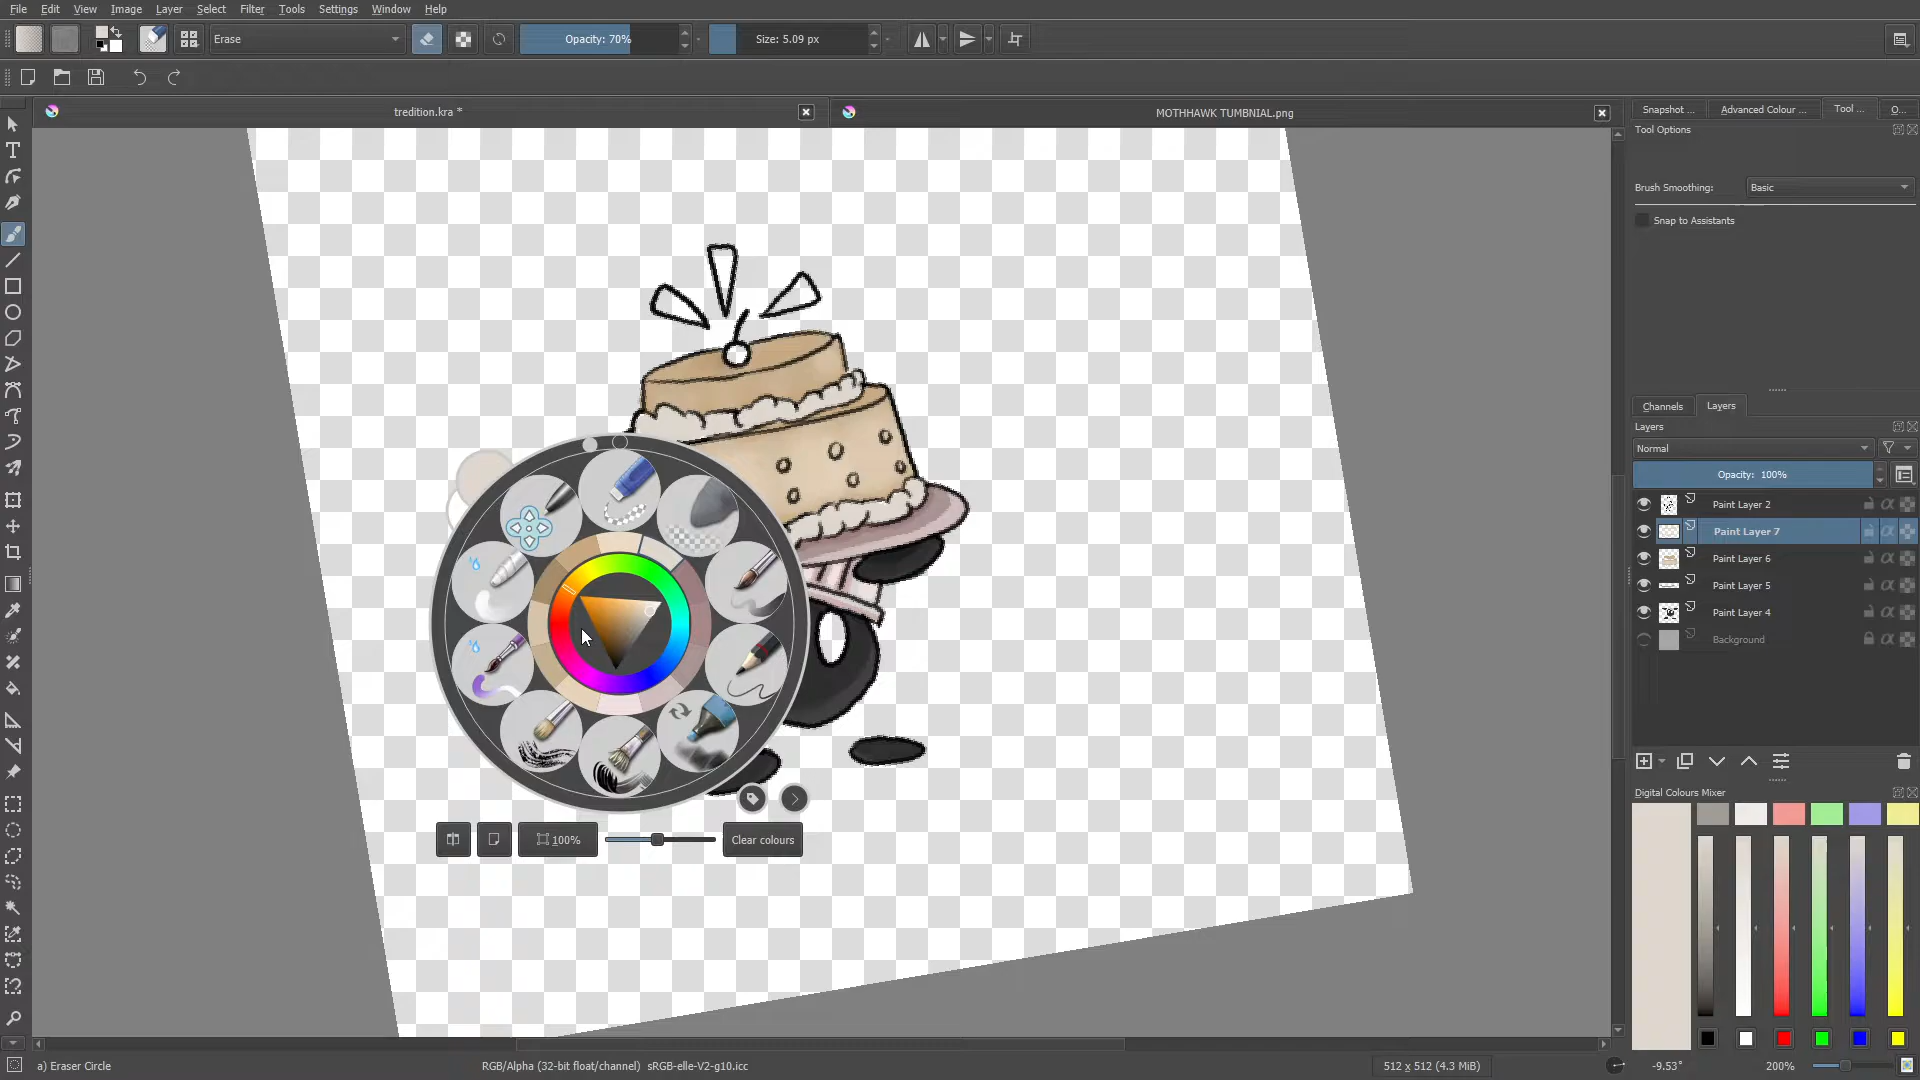 File Edit View Image Layer Select Filter Tools Settings Window Help
Erase Opacity: 70% Size: 5.09 px
tredition.kra * MOTHHAWK TUMBNIAL.png
Snapshot ... Advanced Colour ... Tool ... O...
Tool Options
Brush Smoothing: Basic
Snap to Assistants
Channels Layers
Layers
Normal
Opacity: 100%
Paint Layer 2
Paint Layer 7
Paint Layer 6
Paint Layer 5
Paint Layer 4
Background
Digital Colours Mixer
100% Clear colours
a) Eraser Circle RGB/Alpha (32-bit float/channel) sRGB-elle-V2-g10.icc 512 x 512 (4.3 MiB) -9.53° 200%